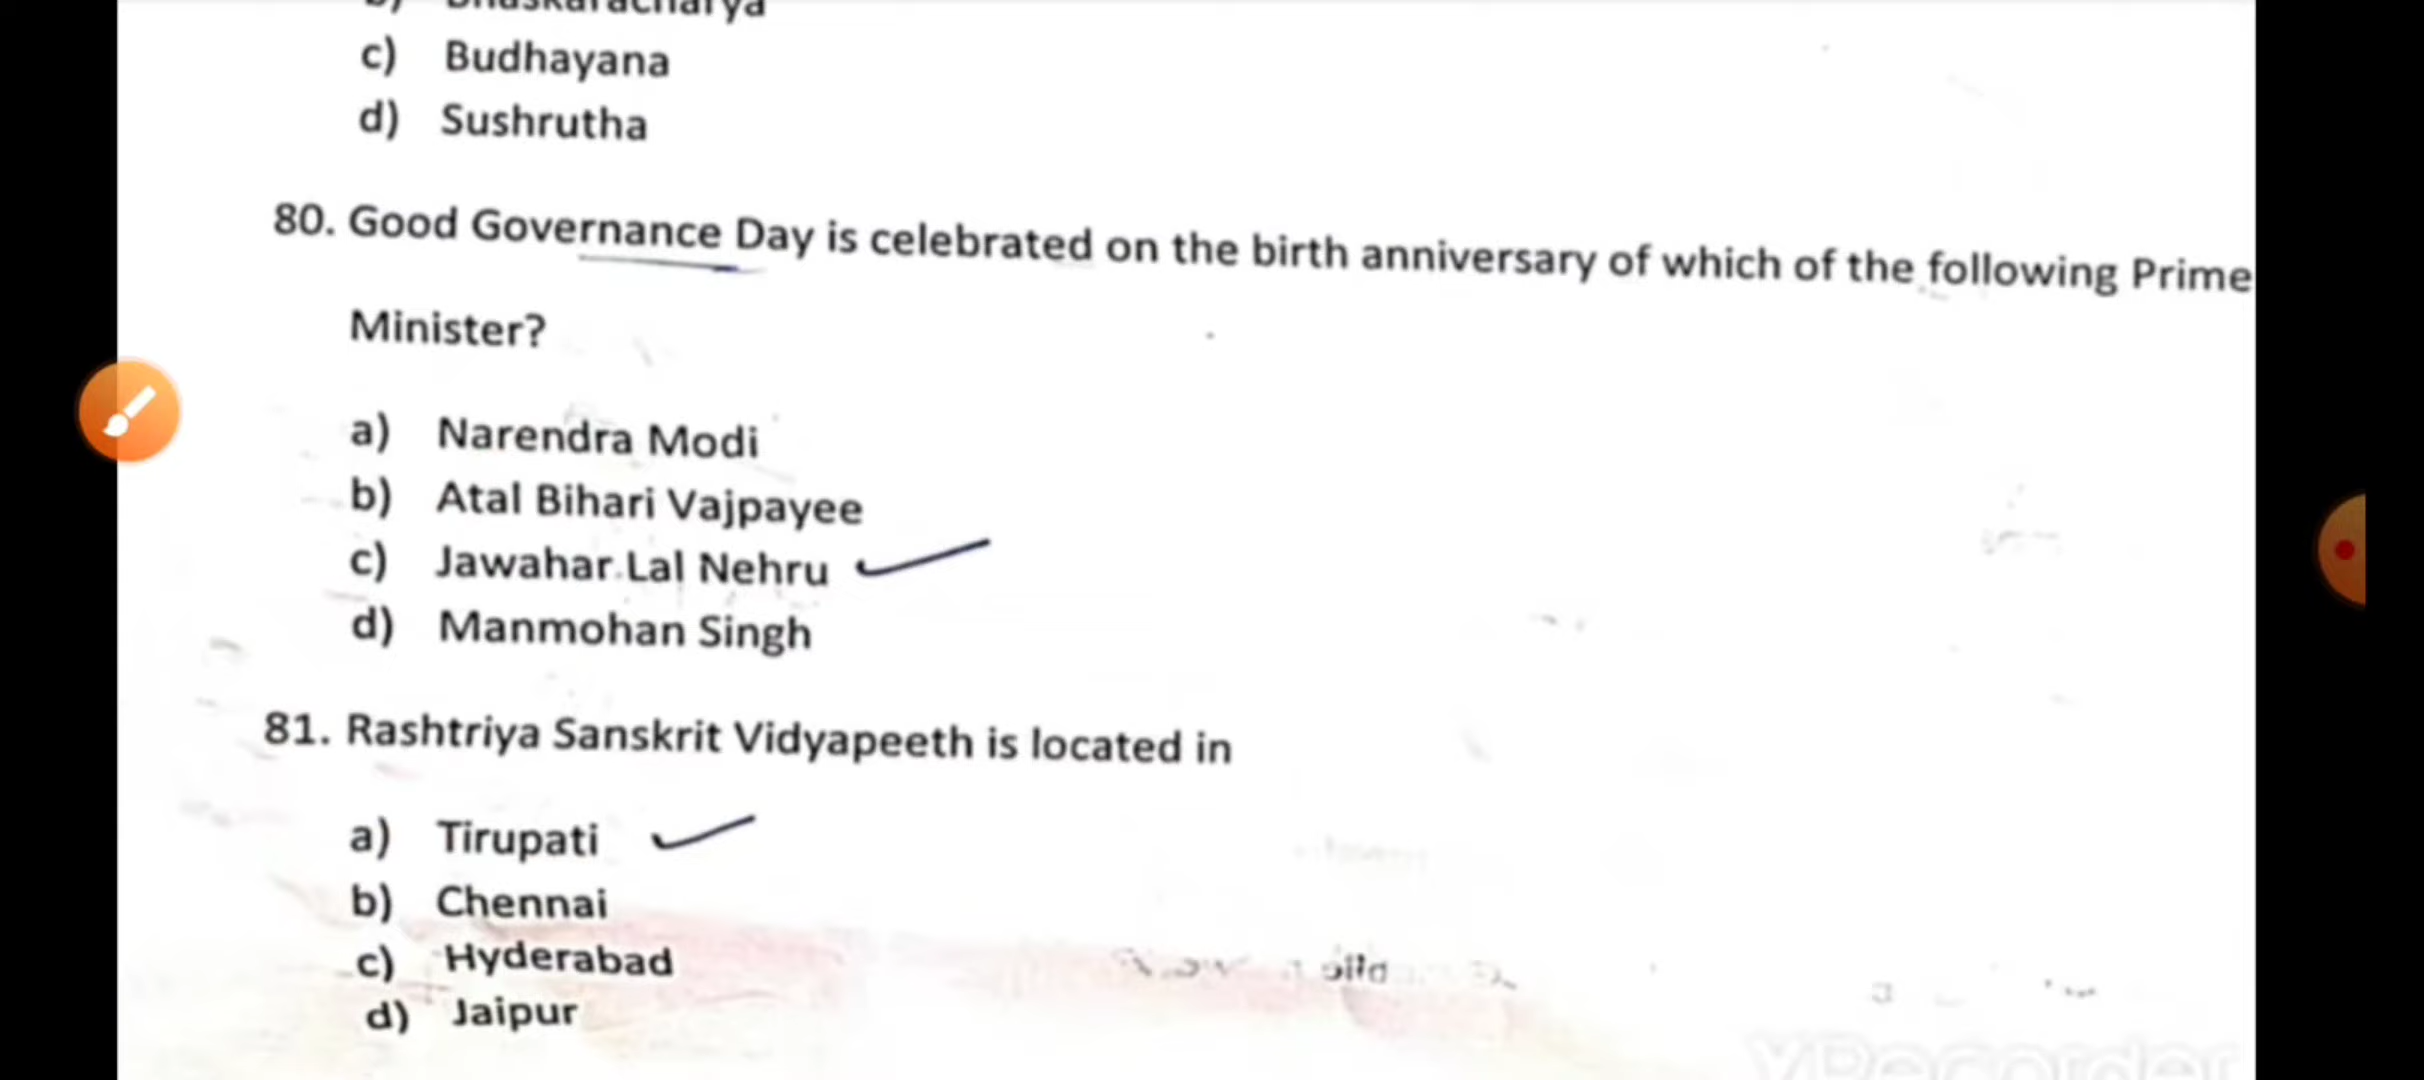 b) Bhaskaracharya
c) Budhayana
d) Sushrutha
80. Good Governance Day is celebrated on the birth anniversary of which of the following Prime
Minister?
a) Narendra Modi
b) Atal Bihari Vajpayee
c) Jawahar Lal Nehru
d) Manmohan Singh
81. Rashtriya Sanskrit Vidyapeeth is located in
a) Tirupati
b) Chennai
c) Hyderabad
d) Jaipur